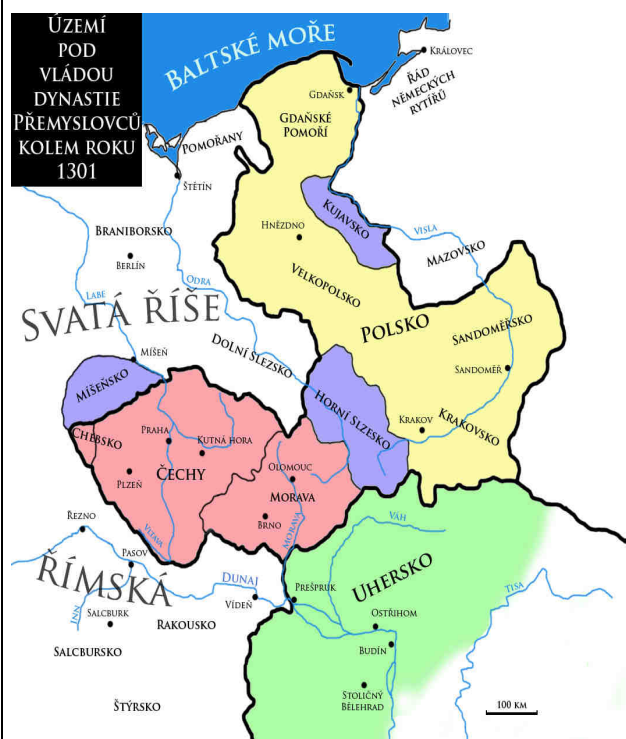 ÚZEMÍ
POD
VLÁDOU
DYNASTIE
PŘEMYSLOVCŮ
KOLEM ROKU
1301
BALTSKÉ MOŘE
KRÁLOVEC
ŘÁD
NĚMECKÝCH
RYTÍŘŮ
GDAŇSK
GDAŇSKÉ
POMOŘÍ
POMOŘANY
ŠTĚTÍN
KUJAVSKO
HNĚZDNO
VISLA
MAZOVSKO
BRANIBORSKO
BERLÍN
VELKOPOLSKO
ODRA
LABE
SVATÁ ŘÍŠE
POLSKO
SANDOMĚŘSKO
DOLNÍ SLEZSKO
MÍŠEŇ
SANDOMĚŘ
MÍŠEŇSKO
HORNÍ SLZESKO
KRAKOV
KRAKOVSKO
CHEBSKO
PRAHA
KUTNÁ HORA
ČECHY
PLZEŇ
OLOMOUC
MORAVA
BRNO
VLTAVA
MORAVA
VÁH
ŘEZNO
PASOV
ŘÍMSKÁ
DUNAJ
VÍDEŇ
PREŠPRUK
UHERSKO
TISA
INN
SALCBURK
RAKOUSKO
OSTŘIHOM
SALCBURSKO
BUDÍN
STOLIČNÝ
BĚLEHRAD
ŠTÝRSKO
100 KM